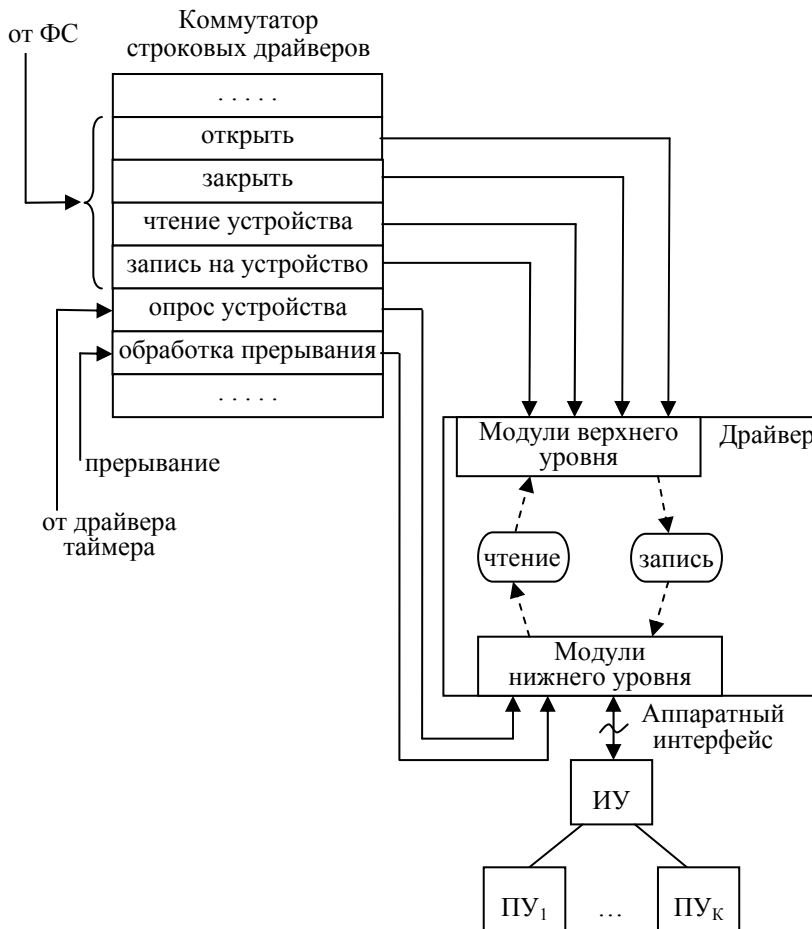 Коммутатор
строковых драйверов
от ФС
. . . . .
открыть
закрыть
чтение устройства
запись на устройство
опрос устройства
обработка прерывания
. . . . .
прерывание
от драйвера
таймера
Модули верхнего
уровня
Драйвер
чтение
запись
Модули
нижнего уровня
Аппаратный
интерфейс
ИУ
ПУ₁
...
ПУК